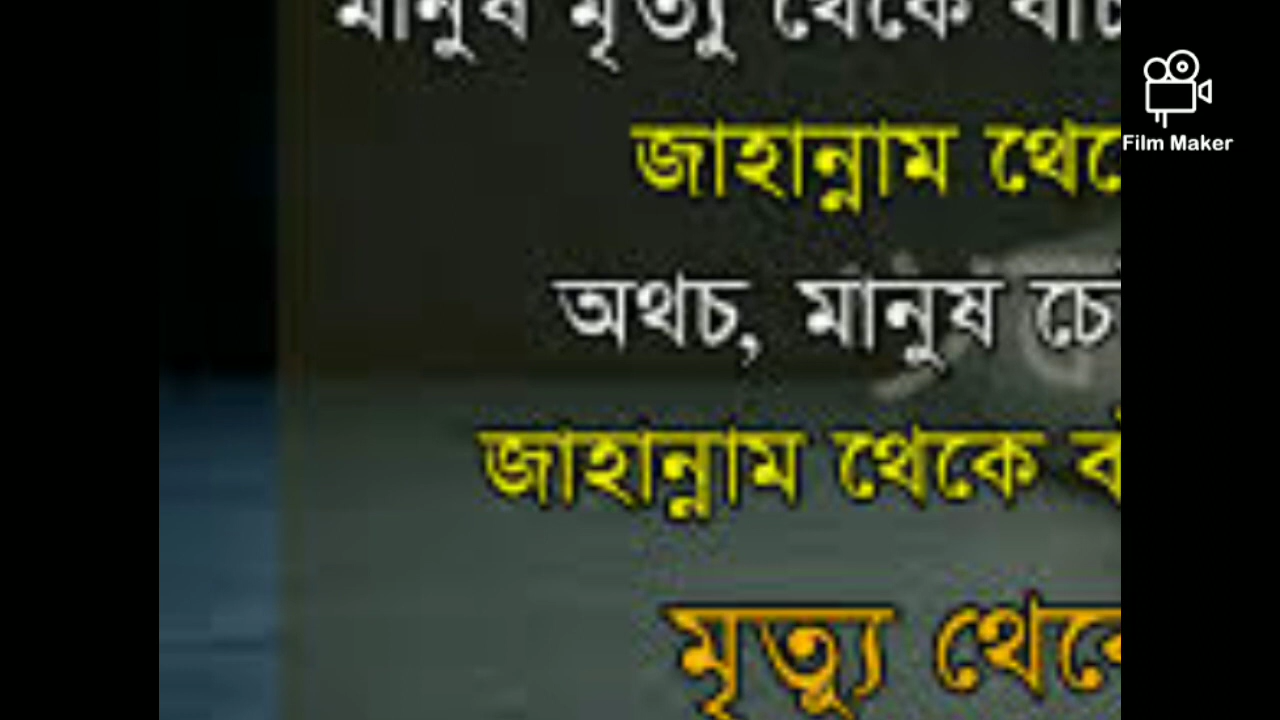 মানুষ মৃত্যু থেকে
জাহান্নাম
অথচ, মানুষ
জাহান্নাম থেকে
মৃত্যু থেকে
Film Maker